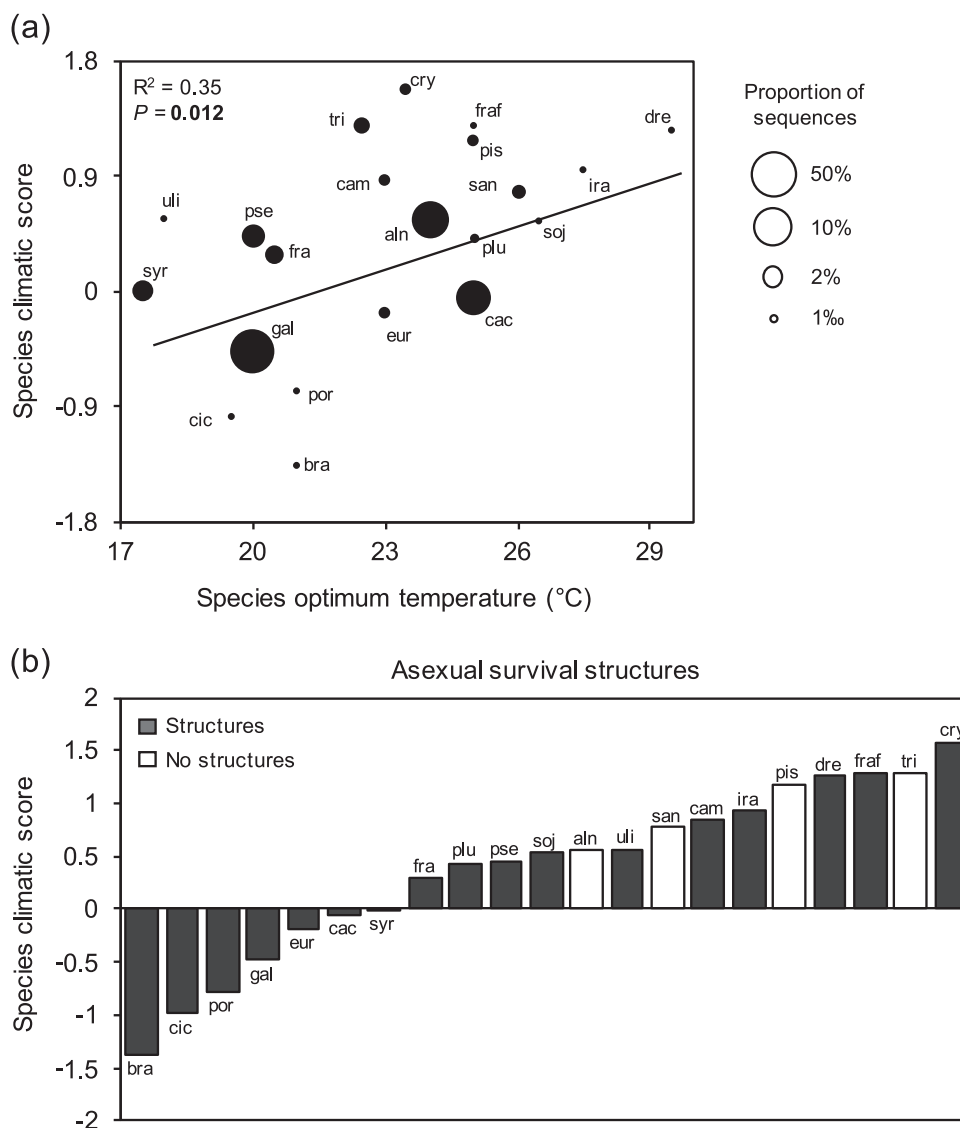 (a)
1.8
0.9
0
-0.9
-1.8
Species climatic score
R² = 0.35
P = 0.012
cry
tri
fraf
pis
dre
cam
san
ira
uli
pse
fra
aln
plu
soj
syr
gal
eur
cac
por
cic
bra
17
20
23
26
29
Species optimum temperature (°C)
Proportion of
sequences
50%
10%
2%
1‰
(b)
Asexual survival structures
2
1.5
1
0.5
0
-0.5
-1
-1.5
-2
Species climatic score
Structures
No structures
bra
cic
por
gal
eur
cac
syr
fra
plu
pse
soj
aln
uli
san
cam
ira
pis
dre
fraf
tri
cry